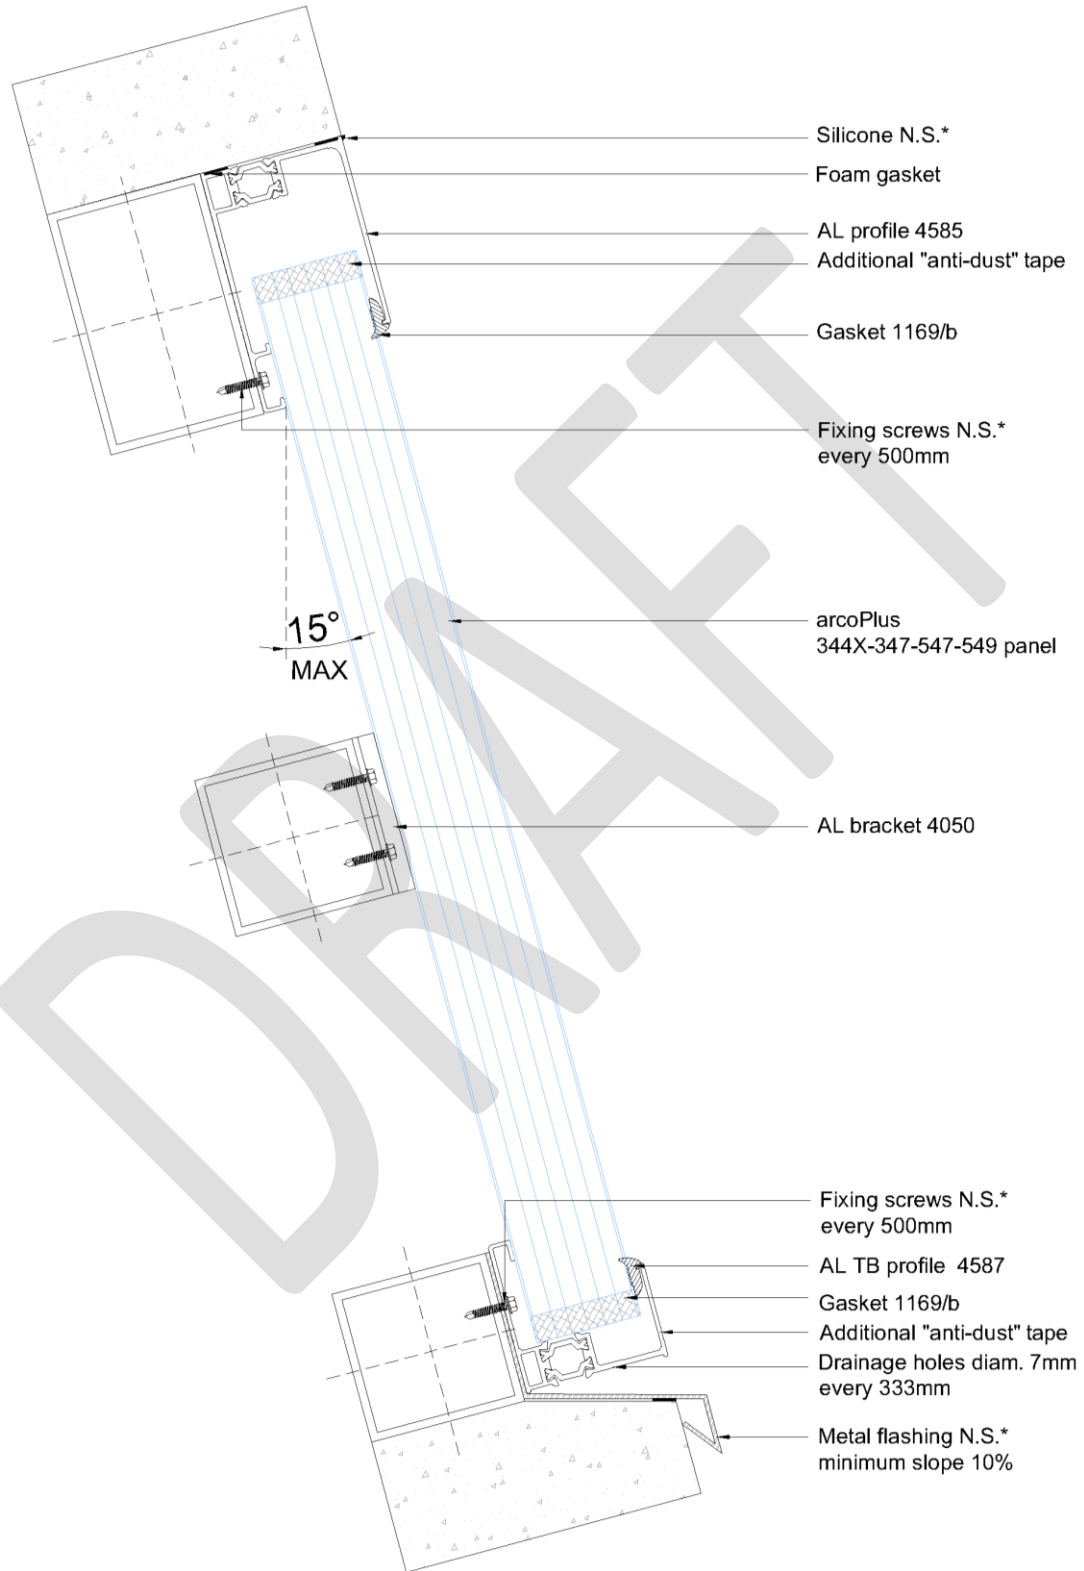 Silicone N.S.*
Foam gasket
AL profile 4585
Additional "anti-dust" tape
Gasket 1169/b
Fixing screws N.S.*
every 500mm
15°
MAX
arcoPlus
344X-347-547-549 panel
AL bracket 4050
Fixing screws N.S.*
every 500mm
AL TB profile 4587
Gasket 1169/b
Additional "anti-dust" tape
Drainage holes diam. 7mm
every 333mm
Metal flashing N.S.*
minimum slope 10%
DRAFT